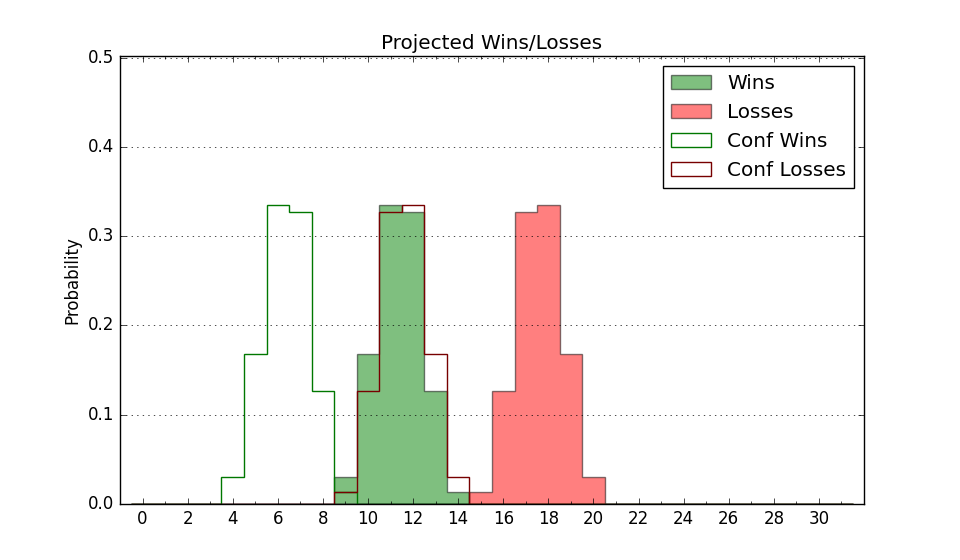 Projected Wins/Losses
0.5
0.4
0.3
0.2
0.1
0.0
Probability
Wins
Losses
Conf Wins
Conf Losses
0 2 4 6 8 10 12 14 16 18 20 22 24 26 28 30